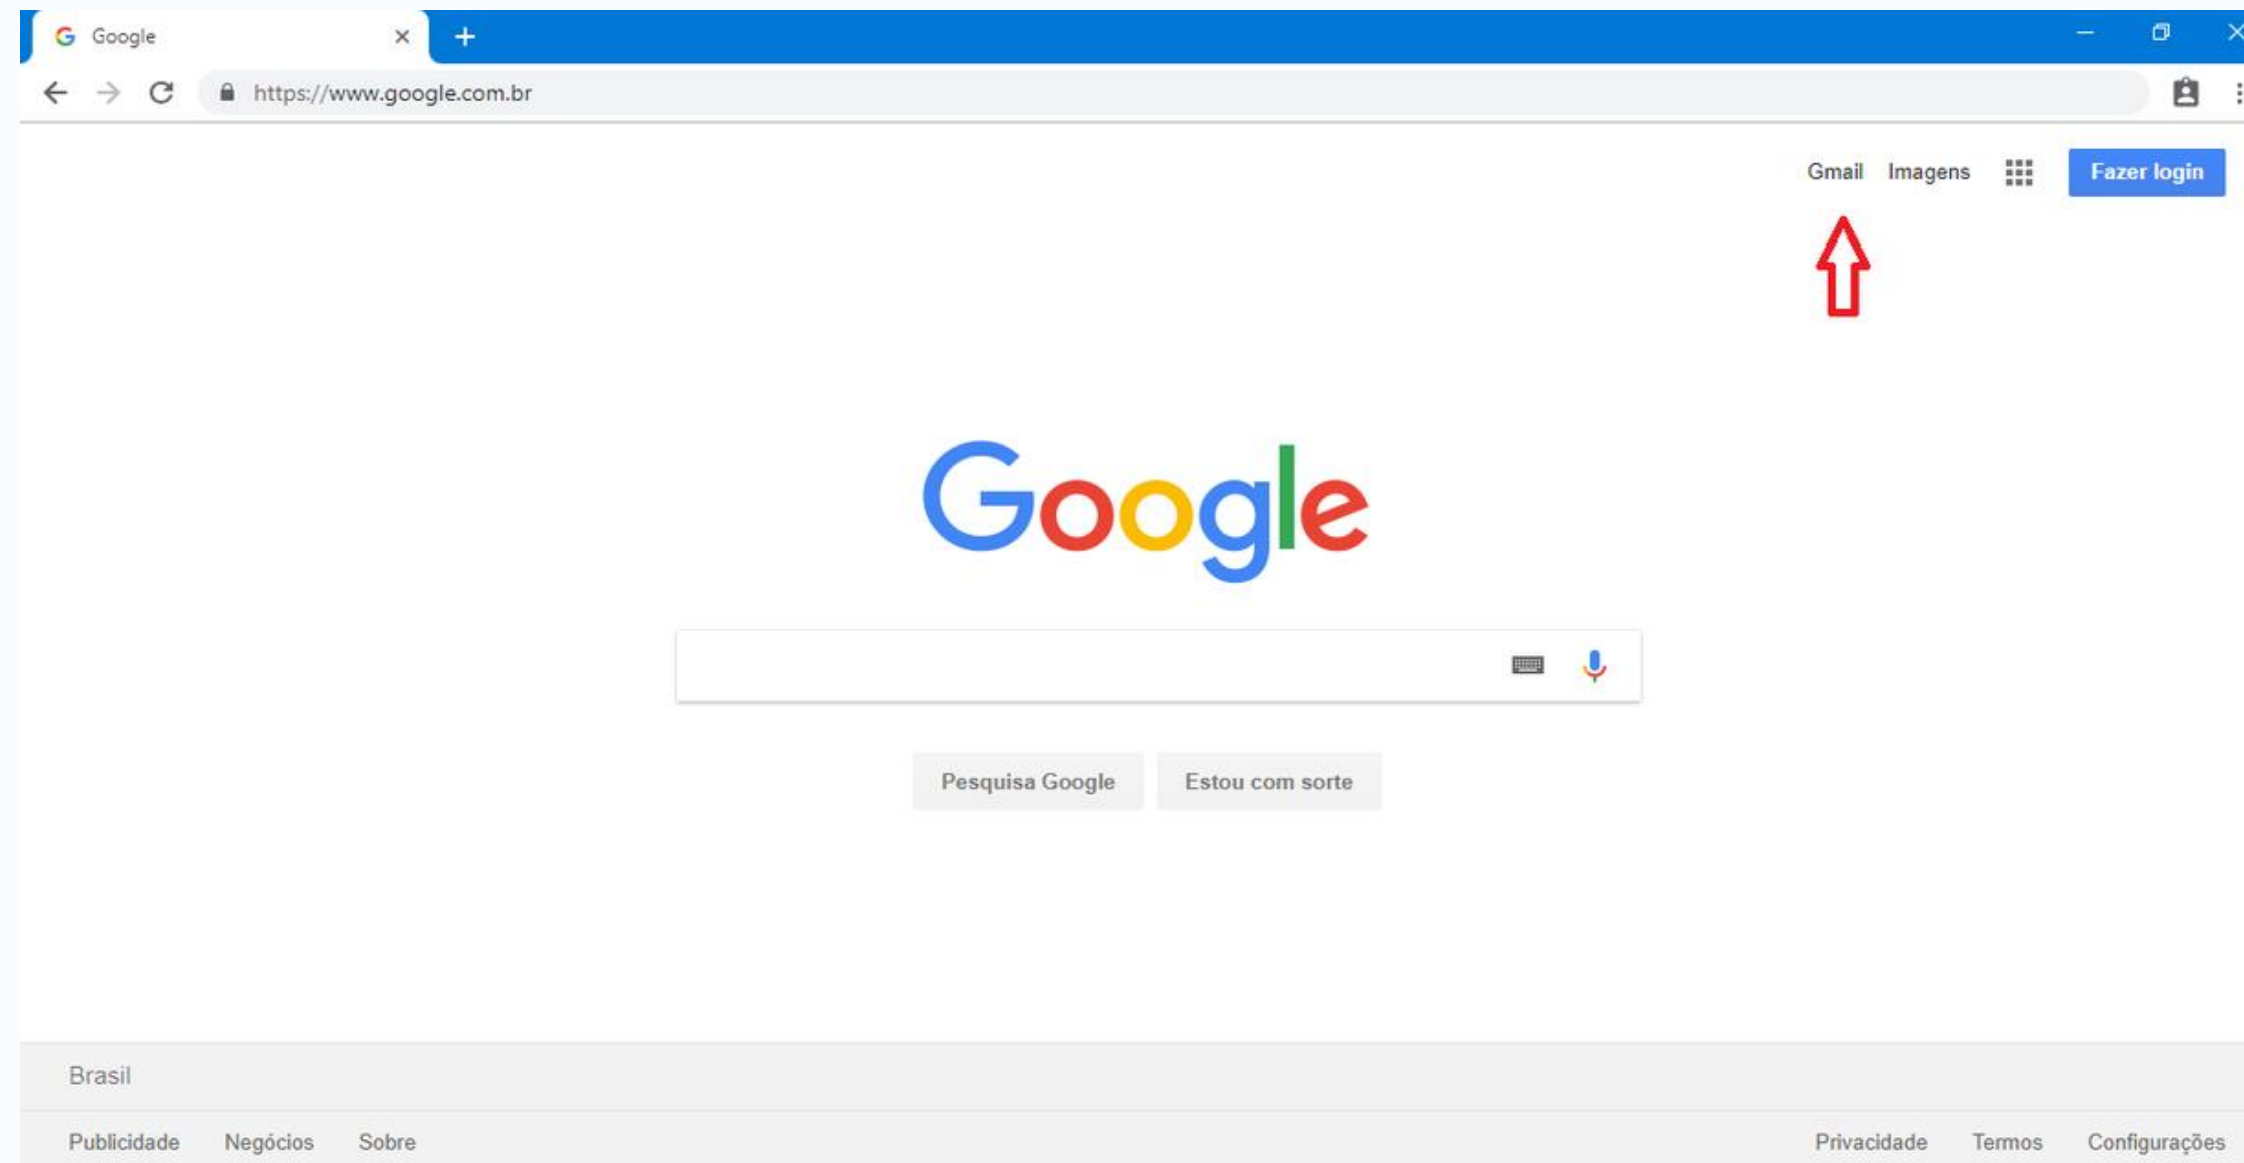 Google
https://www.google.com.br
Gmail Imagens Fazer login
Google
Pesquisa Google Estou com sorte
Brasil
Publicidade Negócios Sobre Privacidade Termos Configurações